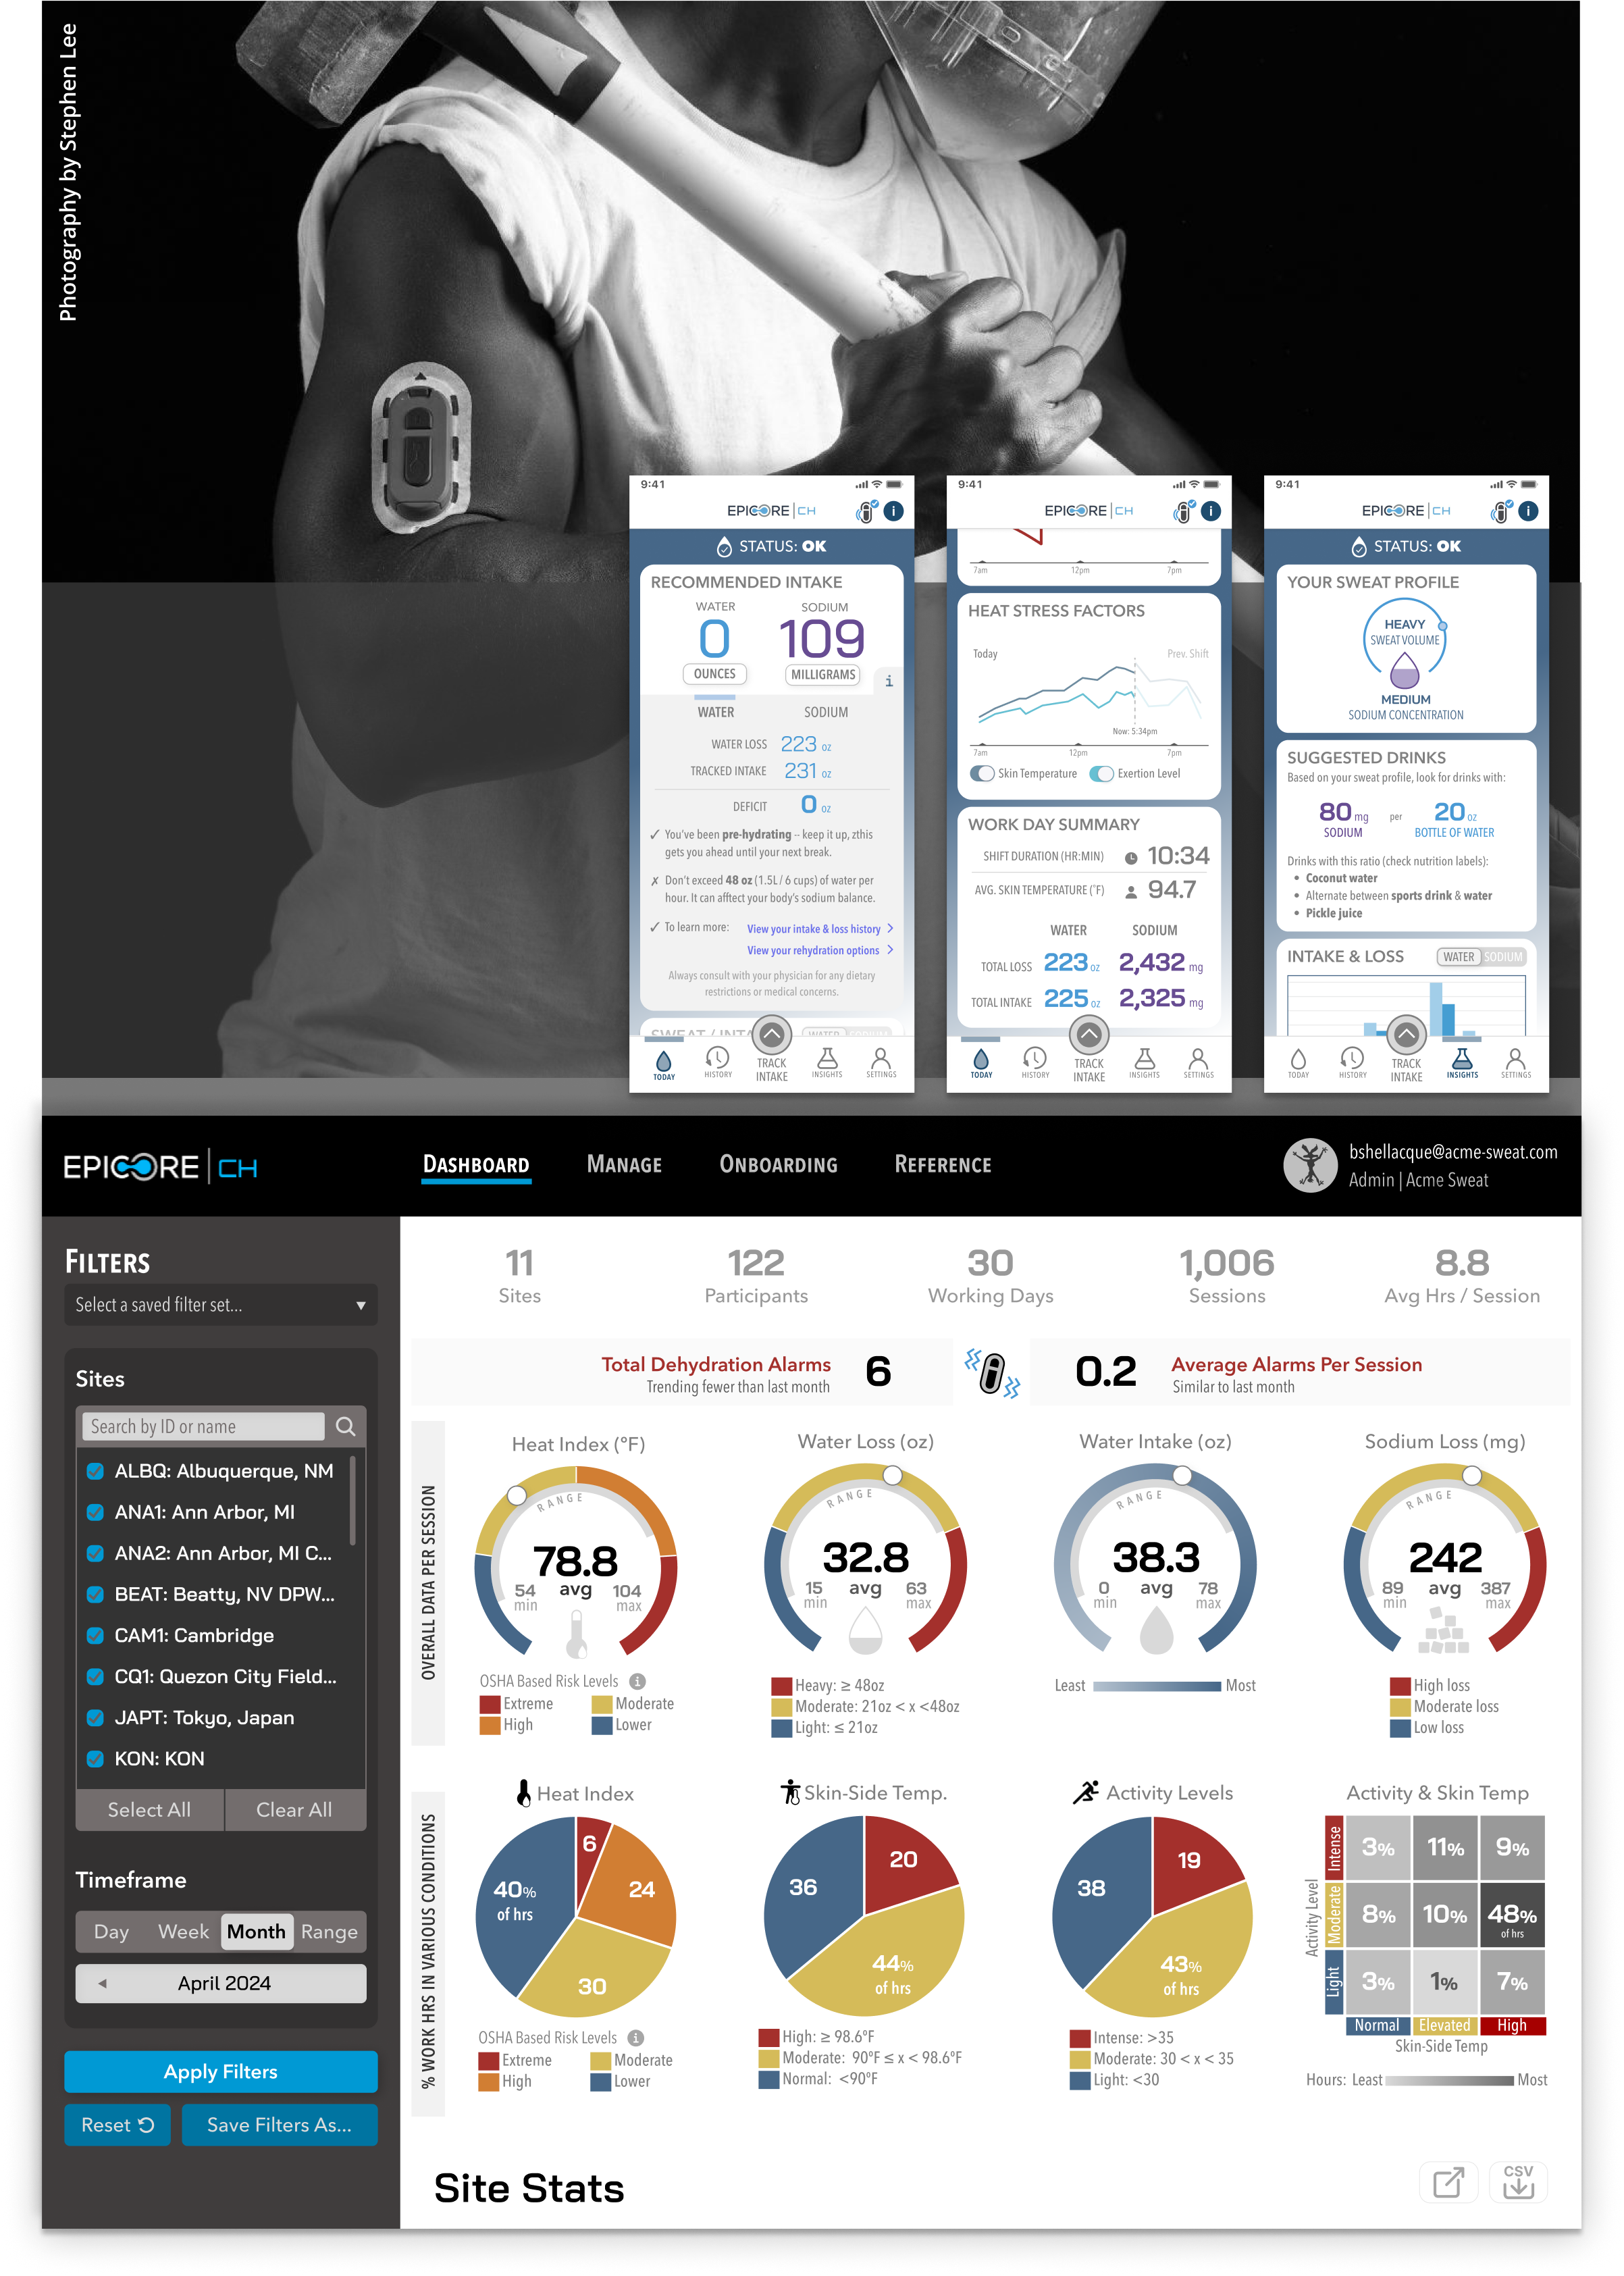 Photography by Stephen Lee
9:41
EPICORE | CH
i
STATUS: OK
RECOMMENDED INTAKE
WATER SODIUM
0 109
OUNCES MILLIGRAMS
i
WATER SODIUM
WATER LOSS 223 oz
TRACKED INTAKE 231 oz
DEFICIT 0 oz
✓ You've been pre-hydrating – keep it up, zthis
gets you ahead until your next break.
✗ Don't exceed 48 oz (1.5L / 6 cups) of water per
hour. It can afftect your body's sodium balance.
✓ To learn more: View your intake & loss history >
View your rehydration options >
Always consult with your physician for any dietary
restrictions or medical concerns.
SWEAT / INTA WATER SODIUM
TODAY HISTORY TRACK INTAKE INSIGHTS SETTINGS
9:41
EPICORE | CH
i
7am 12pm 7pm
HEAT STRESS FACTORS
Today Prev. Shift
Now: 5:34pm
7am 12pm 7pm
Skin Temperature Exertion Level
WORK DAY SUMMARY
SHIFT DURATION (HR:MIN) 10:34
AVG. SKIN TEMPERATURE (°F) 94.7
WATER SODIUM
TOTAL LOSS 223 oz 2,432 mg
TOTAL INTAKE 225 oz 2,325 mg
TODAY HISTORY TRACK INTAKE INSIGHTS SETTINGS
9:41
EPICORE | CH
i
STATUS: OK
YOUR SWEAT PROFILE
HEAVY
SWEAT VOLUME
MEDIUM
SODIUM CONCENTRATION
SUGGESTED DRINKS
Based on your sweat profile, look for drinks with:
80 mg per 20 oz
SODIUM BOTTLE OF WATER
Drinks with this ratio (check nutrition labels):
• Coconut water
• Alternate between sports drink & water
• Pickle juice
INTAKE & LOSS WATER SODIUM
TODAY HISTORY TRACK INTAKE INSIGHTS SETTINGS
EPICORE | CH
DASHBOARD MANAGE ONBOARDING REFERENCE
bshellacque@acme-sweat.com
Admin | Acme Sweat
FILTERS
Select a saved filter set...
Sites
Search by ID or name
ALBQ: Albuquerque, NM
ANA1: Ann Arbor, MI
ANA2: Ann Arbor, MI C...
BEAT: Beatty, NV DPW...
CAM1: Cambridge
CQ1: Quezon City Field...
JAPT: Tokyo, Japan
KON: KON
Select All Clear All
Timeframe
Day Week Month Range
April 2024
Apply Filters
Reset Save Filters As...
11 122 30 1,006 8.8
Sites Participants Working Days Sessions Avg Hrs / Session
Total Dehydration Alarms 6
Trending fewer than last month
0.2 Average Alarms Per Session
Similar to last month
OVERALL DATA PER SESSION
Heat Index (°F)
RANGE
78.8
54 avg 104
min max
OSHA Based Risk Levels i
Extreme Moderate
High Lower
Water Loss (oz)
RANGE
32.8
15 avg 63
min max
Heavy: ≥ 48oz
Moderate: 21oz < x <48oz
Light: ≤ 21oz
Water Intake (oz)
RANGE
38.3
0 avg 78
min max
Least Most
Sodium Loss (mg)
RANGE
242
89 avg 387
min max
High loss
Moderate loss
Low loss
% WORK HRS IN VARIOUS CONDITIONS
Heat Index
6
24
30
40%
of hrs
OSHA Based Risk Levels i
Extreme Moderate
High Lower
Skin-Side Temp.
20
36
44%
of hrs
High: ≥ 98.6°F
Moderate: 90°F ≤ x < 98.6°F
Normal: <90°F
Activity Levels
19
38
43%
of hrs
Intense: >35
Moderate: 30 < x < 35
Light: <30
Activity & Skin Temp
Activity Level
Intense 3% 11% 9%
Moderate 8% 10% 48%
of hrs
Light 3% 1% 7%
Normal Elevated High
Skin-Side Temp
Hours: Least Most
Site Stats
CSV